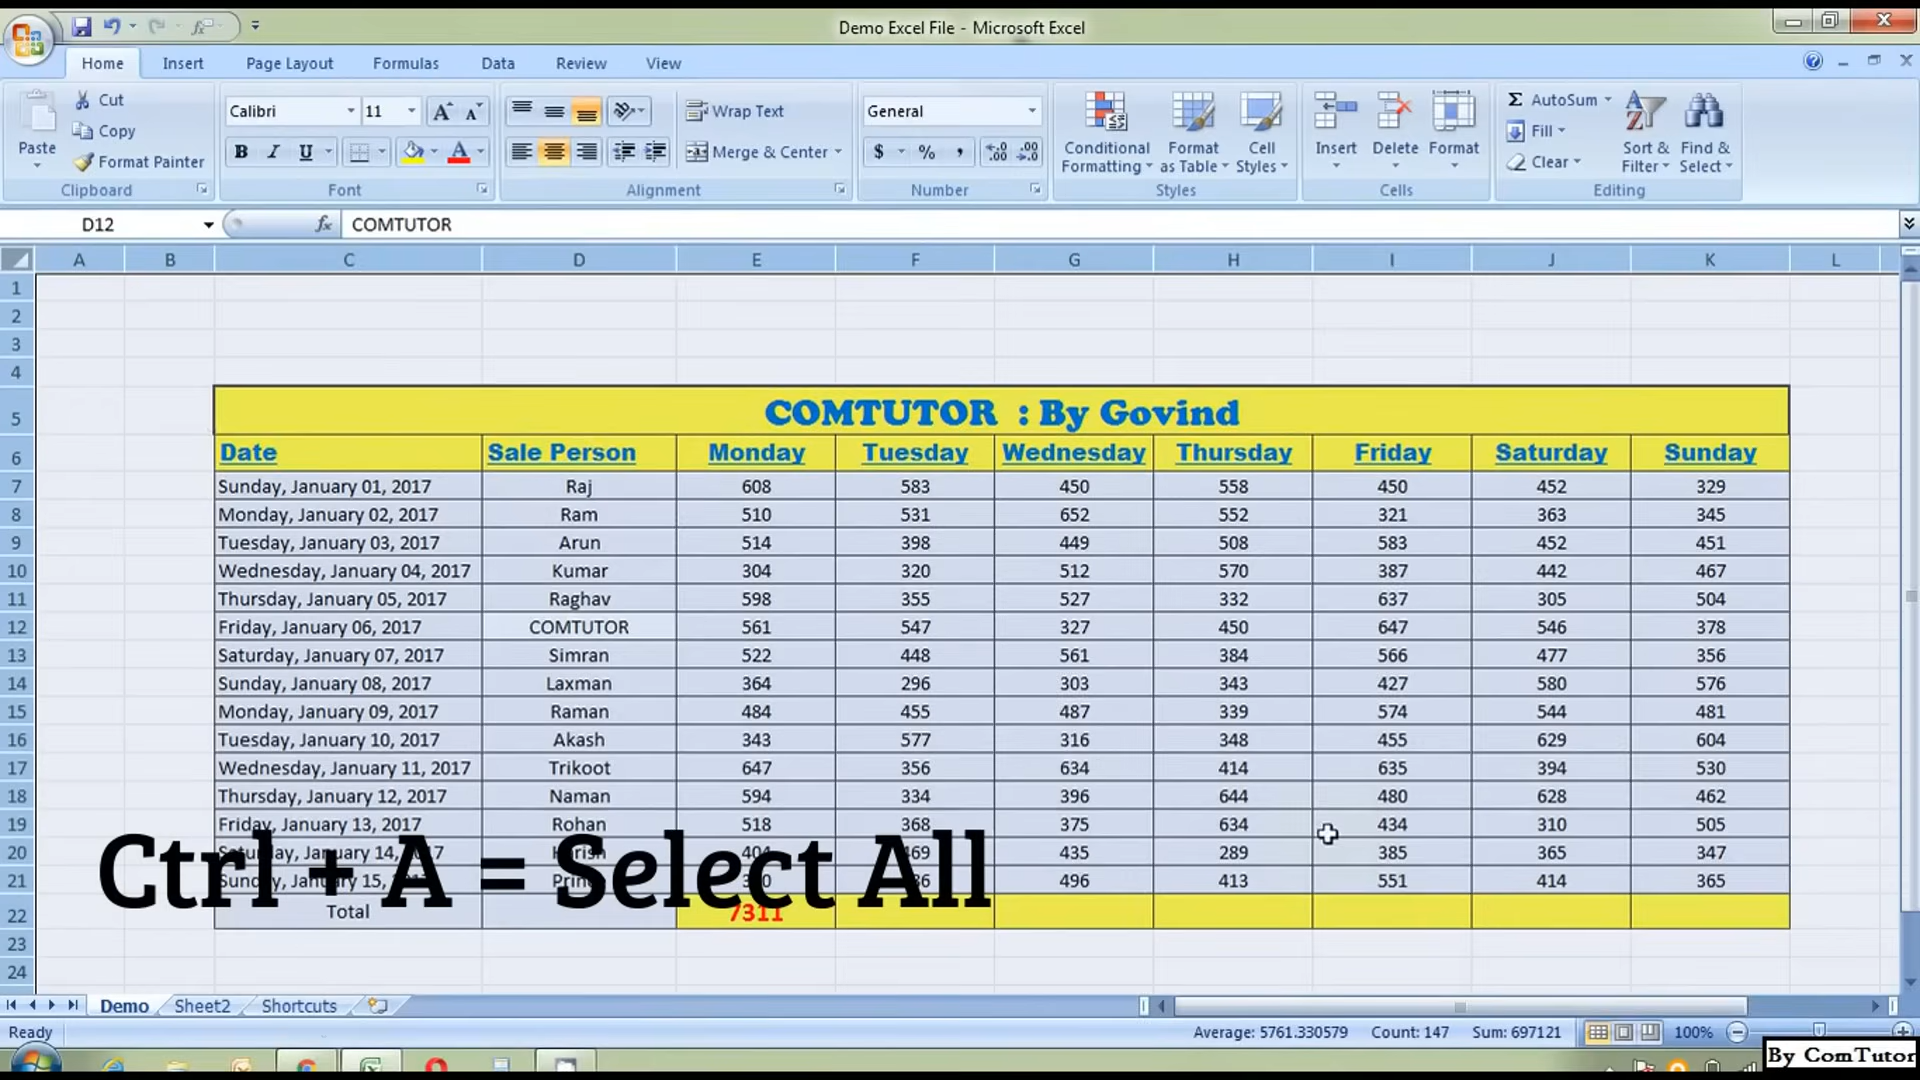 Demo Excel File - Microsoft Excel
Home Insert Page Layout Formulas Data Review View
Paste
Cut
Copy
Format Painter
Clipboard
Calibri 11
B I U
Font
Wrap Text
Merge & Center
Alignment
General
$ % ,
Number
Conditional Formatting
Format as Table
Cell Styles
Styles
Insert Delete Format
Cells
Σ AutoSum
Fill
Clear
Sort & Filter
Find & Select
Editing
D12 fx COMTUTOR
A B C D E F G H I J K L
1
2
3
4
5 COMTUTOR : By Govind
6 Date Sale Person Monday Tuesday Wednesday Thursday Friday Saturday Sunday
7 Sunday, January 01, 2017 Raj 608 583 450 558 450 452 329
8 Monday, January 02, 2017 Ram 510 531 652 552 321 363 345
9 Tuesday, January 03, 2017 Arun 514 398 449 508 583 452 451
10 Wednesday, January 04, 2017 Kumar 304 320 512 570 387 442 467
11 Thursday, January 05, 2017 Raghav 598 355 527 332 637 305 504
12 Friday, January 06, 2017 COMTUTOR 561 547 327 450 647 546 378
13 Saturday, January 07, 2017 Simran 522 448 561 384 566 477 356
14 Sunday, January 08, 2017 Laxman 364 296 303 343 427 580 576
15 Monday, January 09, 2017 Raman 484 455 487 339 574 544 481
16 Tuesday, January 10, 2017 Akash 343 577 316 348 455 629 604
17 Wednesday, January 11, 2017 Trikoot 647 356 634 414 635 394 530
18 Thursday, January 12, 2017 Naman 594 334 396 644 480 628 462
19 Friday, January 13, 2017 Rohan 518 368 375 634 434 310 505
20 435 289 385 365 347
21 496 413 551 414 365
Ctrl + A = Select All
22 Total 7311
23
24
Demo Sheet2 Shortcuts
Ready Average: 5761.330579 Count: 147 Sum: 697121 100%
By ComTutor